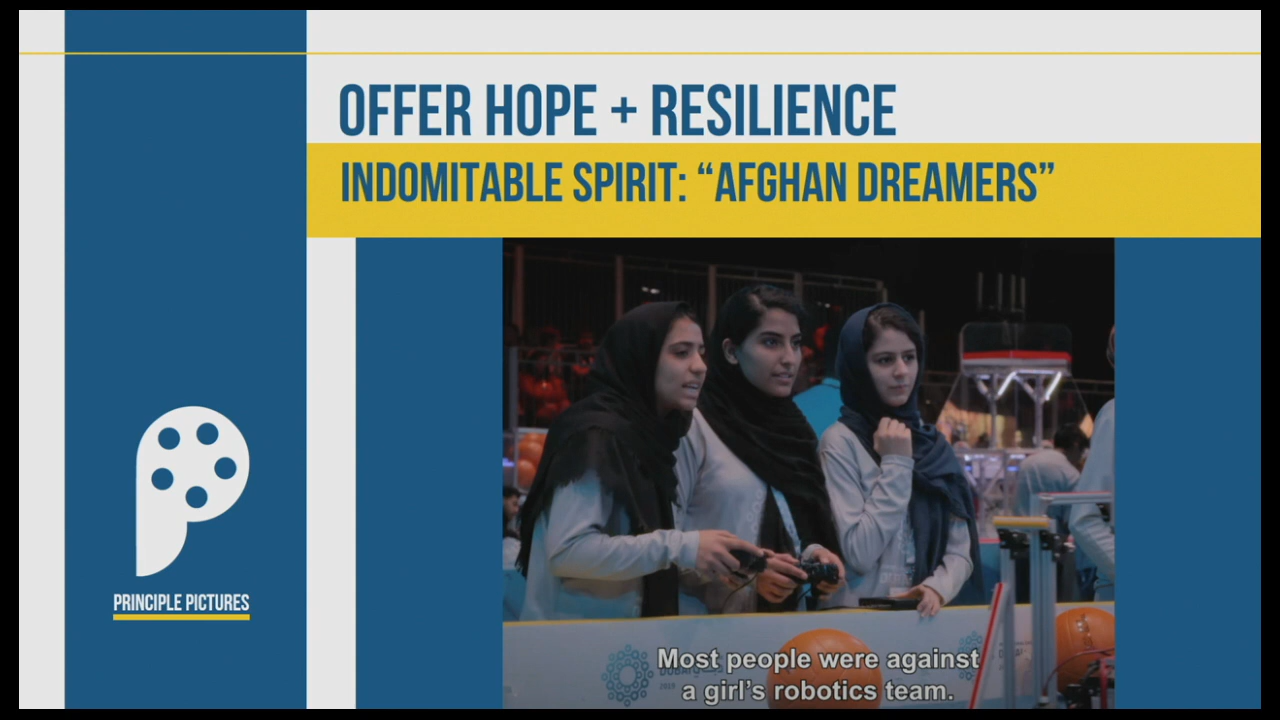 OFFER HOPE + RESILIENCE
INDOMITABLE SPIRIT: “AFGHAN DREAMERS”
PRINCIPLE PICTURES
Most people were against
a girl’s robotics team.